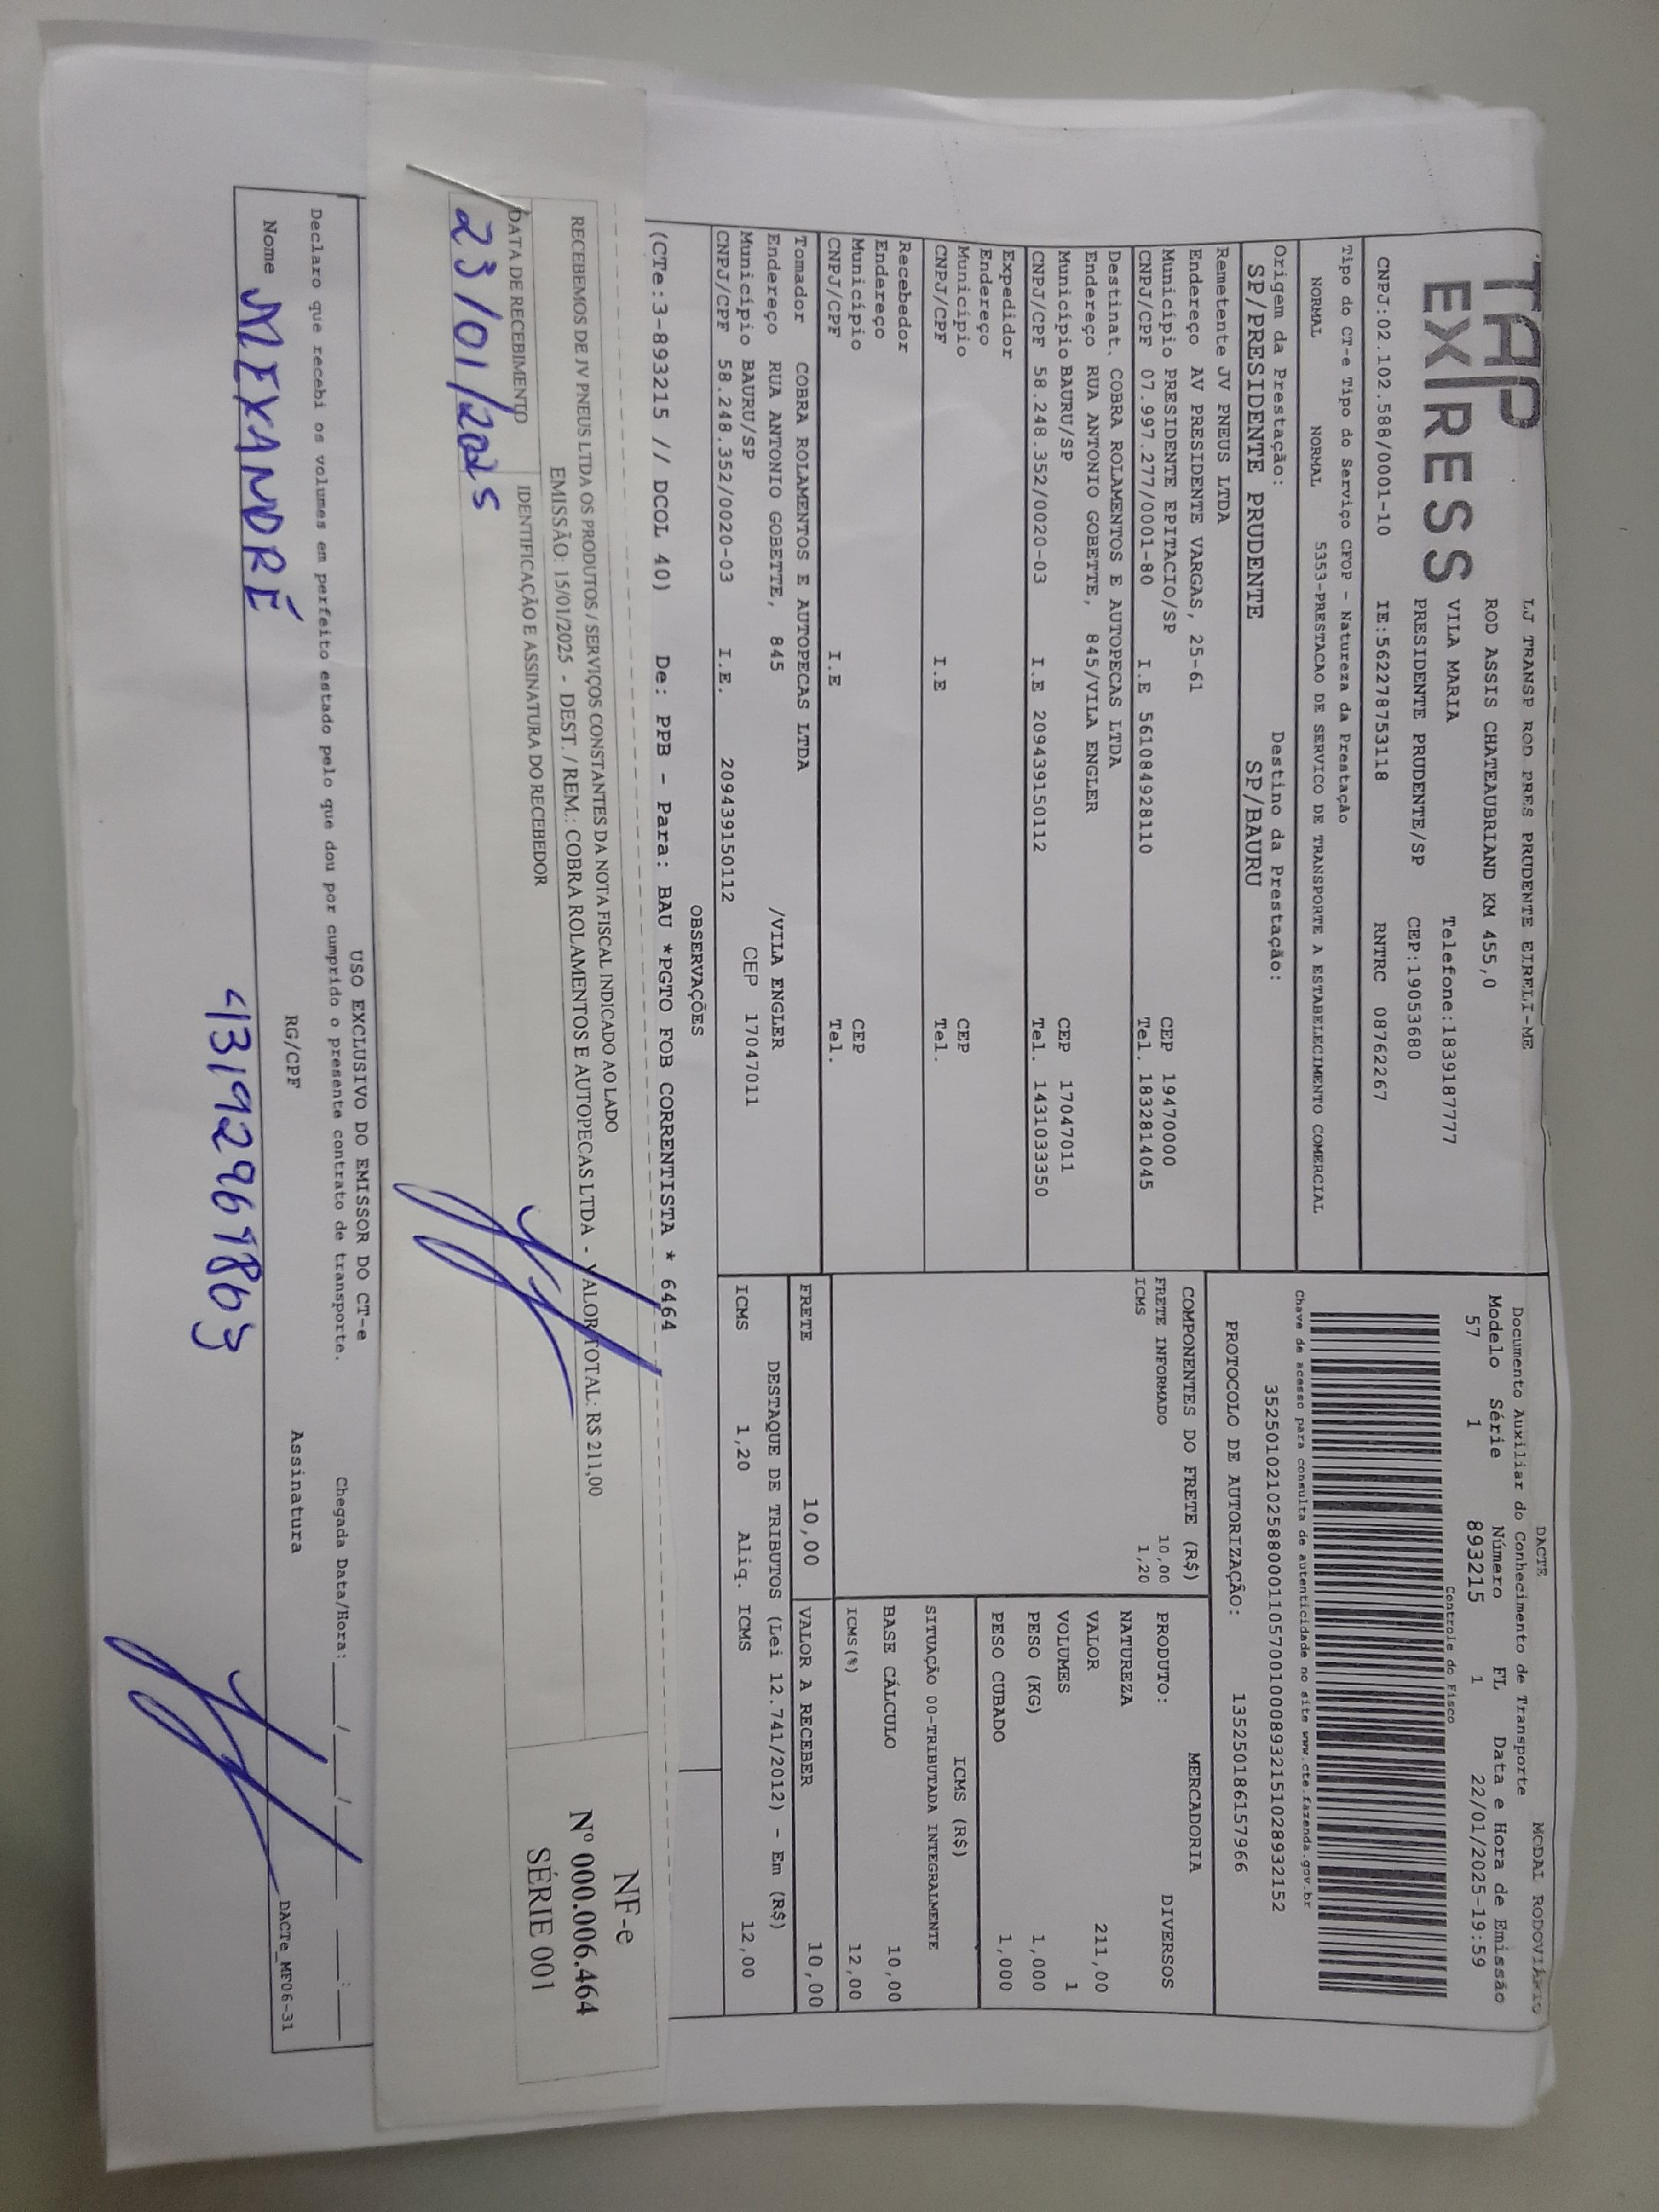 TAP
EXPRESS
LJ TRANSP ROD PRES PRUDENTE EIRELI-ME
ROD ASSIS CHATEAUBRIAND KM 455,0
VILA MARIA Telefone:1839187777
PRESIDENTE PRUDENTE/SP CEP:19053680
CNPJ:02.102.588/0001-10 IE:562278753118 RNTRC 08762267
Tipo do CT-e Tipo do Serviço CFOP - Natureza da Prestação
NORMAL NORMAL 5353-PRESTACAO DE SERVICO DE TRANSPORTE A ESTABELECIMENTO COMERCIAL
Origem da Prestação: Destino da Prestação:
SP/PRESIDENTE PRUDENTE SP/BAURU
Remetente JV PNEUS LTDA
Endereço AV PRESIDENTE VARGAS, 25-61
Município PRESIDENTE EPITACIO/SP CEP 19470000
CNPJ/CPF 07.997.277/0001-80 I.E 561084928110 Tel. 1832814045
Destinat. COBRA ROLAMENTOS E AUTOPECAS LTDA
Endereço RUA ANTONIO GOBETTE, 845/VILA ENGLER
Município BAURU/SP CEP 17047011
CNPJ/CPF 58.248.352/0020-03 I.E 209439150112 Tel. 1431033350
Expedidor
Endereço
Município CEP
CNPJ/CPF I.E Tel.
Recebedor
Endereço
Município CEP
CNPJ/CPF I.E Tel.
Tomador COBRA ROLAMENTOS E AUTOPECAS LTDA
Endereço RUA ANTONIO GOBETTE, 845 /VILA ENGLER
Município BAURU/SP CEP 17047011
CNPJ/CPF 58.248.352/0020-03 I.E. 209439150112
DACTE MODAL RODOVIÁRIO
Documento Auxiliar do Conhecimento de Transporte
Modelo Série Número FL Data e Hora de Emissão
57 1 893215 1 22/01/2025-19:59
Controle do Fisco
Chave de acesso para consulta de autenticidade no site www.cte.fazenda.gov.br
35250102102588000110570010008932151028932152
PROTOCOLO DE AUTORIZAÇÃO: 135250186157966
COMPONENTES DO FRETE (R$)
FRETE INFORMADO 10,00
ICMS 1,20
MERCADORIA
PRODUTO: DIVERSOS
NATUREZA
VALOR 211,00
VOLUMES 1
PESO (KG) 1,000
PESO CUBADO 1,000
ICMS (R$)
SITUAÇÃO 00-TRIBUTADA INTEGRALMENTE
BASE CÁLCULO 10,00
ICMS(%) 12,00
FRETE 10,00 VALOR A RECEBER 10,00
DESTAQUE DE TRIBUTOS (Lei 12.741/2012) - Em (R$)
ICMS 1,20 Aliq. ICMS 12,00
OBSERVAÇÕES
(CTe:3-893215 // DCOL 40) De: PPB - Para: BAU *PGTO FOB CORRENTISTA * 6464
RECEBEMOS DE JV PNEUS LTDA OS PRODUTOS / SERVIÇOS CONSTANTES DA NOTA FISCAL INDICADO AO LADO
EMISSÃO: 15/01/2025 - DEST. / REM.: COBRA ROLAMENTOS E AUTOPECAS LTDA - VALOR TOTAL: R$ 211,00
DATA DE RECEBIMENTO IDENTIFICAÇÃO E ASSINATURA DO RECEBEDOR
23/01/2025
NF-e
Nº 000.006.464
SÉRIE 001
USO EXCLUSIVO DO EMISSOR DO CT-e
Declaro que recebi os volumes em perfeito estado pelo que dou por cumprido o presente contrato de transporte. Chegada Data/Hora:____/____/____ ____:____
Nome RG/CPF Assinatura
ALEXANDRE
DACTe_MF06-31